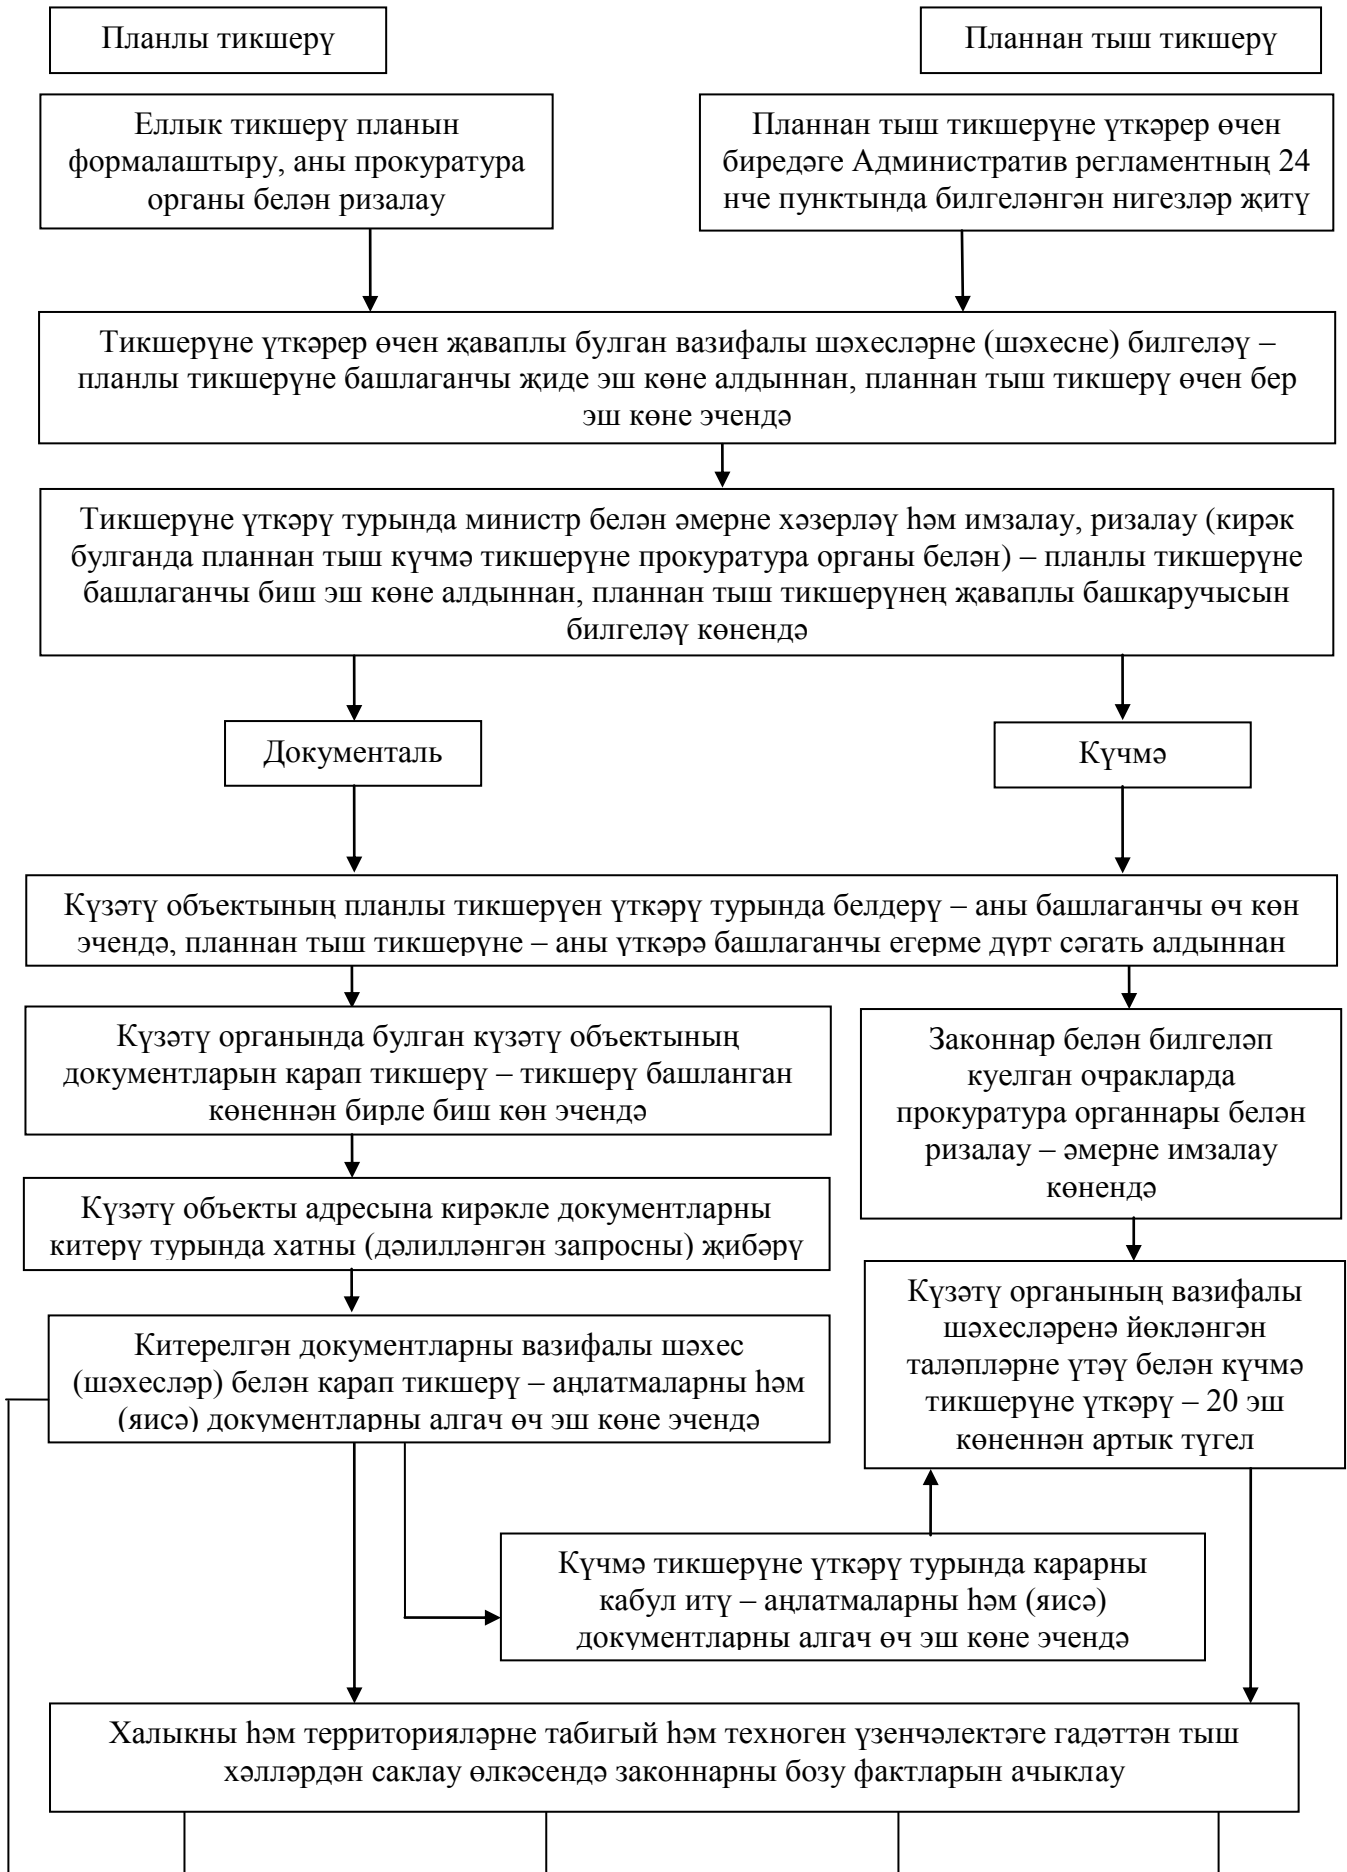 Планлы тикшерү
Планнан тыш тикшерү
Еллык тикшерү планын
формалаштыру, аны прокуратура
органы белән ризалау
Планнан тыш тикшерүне үткәрер өчен
биредәге Административ регламентның 24
нче пунктында билгеләнгән нигезләр җитү
Тикшерүне үткәрер өчен җаваплы булган вазифалы шәхесләрне (шәхесне) билгеләү –
планлы тикшерүне башлаганчы җиде эш көне алдыннан, планнан тыш тикшерү өчен бер
эш көне эчендә
Тикшерүне үткәрү турында министр белән әмерне хәзерләү һәм имзалау, ризалау (кирәк
булганда планнан тыш күчмә тикшерүне прокуратура органы белән) – планлы тикшерүне
башлаганчы биш эш көне алдыннан, планнан тыш тикшерүнең җаваплы башкаручысын
билгеләү көнендә
Документаль
Күчмә
Күзәтү объектының планлы тикшерүен үткәрү турында белдерү – аны башлаганчы өч көн
эчендә, планнан тыш тикшерүне – аны үткәрә башлаганчы егерме дүрт сәгать алдыннан
Күзәтү органында булган күзәтү объектының
документларын карап тикшерү – тикшерү башланган
көненнән бирле биш көн эчендә
Законнар белән билгеләп
куелган очракларда
прокуратура органнары белән
ризалау – әмерне имзалау
көнендә
Күзәтү объекты адресына кирәкле документларны
китерү турында хатны (дәлилләнгән запросны) җибәрү
Күзәтү органының вазифалы
шәхесләренә йөкләнгән
таләпләрне үтәү белән күчмә
тикшерүне үткәрү – 20 эш
көненнән артык түгел
Китерелгән документларны вазифалы шәхес
(шәхесләр) белән карап тикшерү – аңлатмаларны һәм
(яисә) документларны алгач өч эш көне эчендә
Күчмә тикшерүне үткәрү турында карарны
кабул итү – аңлатмаларны һәм (яисә)
документларны алгач өч эш көне эчендә
Халыкны һәм территорияләрне табигый һәм техноген үзенчәлектәге гадәттән тыш
хәлләрдән саклау өлкәсендә законнарны бозу фактларын ачыклау